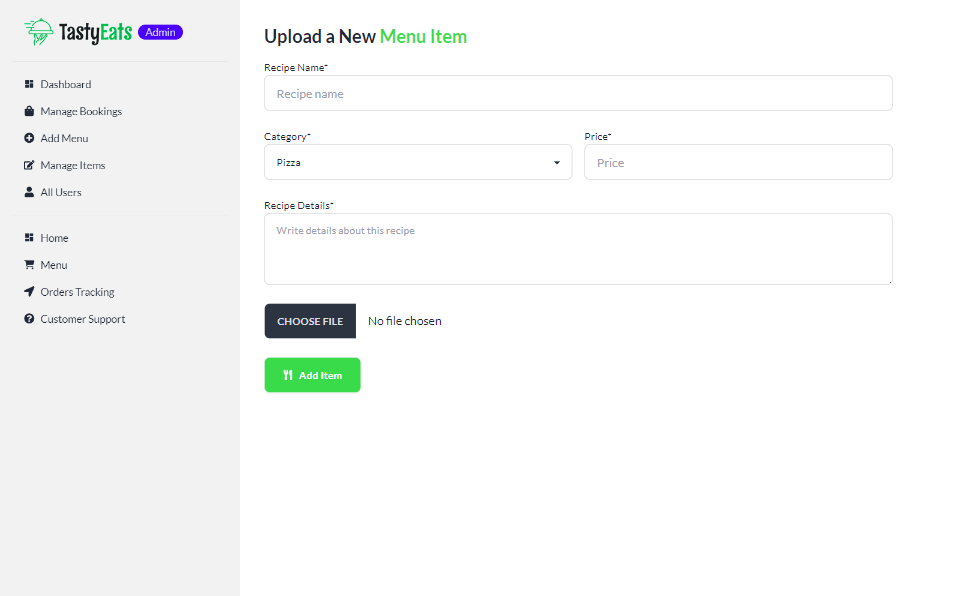 TastyEats Admin
Dashboard
Manage Bookings
Add Menu
Manage Items
All Users
Home
Menu
Orders Tracking
Customer Support
Upload a New Menu Item
Recipe Name*
Recipe name
Category* Price*
Pizza Price
Recipe Details*
Write details about this recipe
CHOOSE FILE No file chosen
Add Item